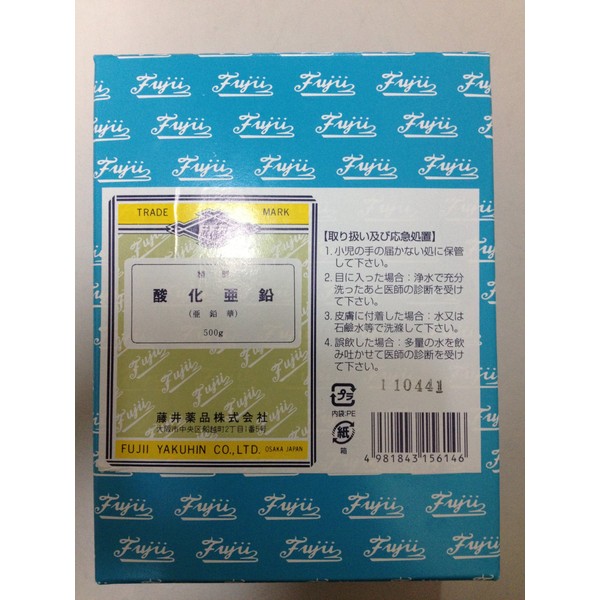 Fujii
TRADE MARK
特製
酸化亜鉛
(亜鉛華)
500g
藤井薬品株式会社
大阪市中央区船越町2丁目1番5号
FUJII YAKUHIN CO.,LTD. OSAKA JAPAN
【取り扱い及び応急処置】
1. 小児の手の届かない処に保管
して下さい。
2. 目に入った場合：浄水で充分
洗ったあと医師の診断を受け
て下さい。
3. 皮膚に付着した場合：水又は
石鹸水等で洗滌して下さい。
4. 誤飲した場合：多量の水を飲
み吐かせて医師の診断を受け
て下さい。
110441
プラ
内袋:PE
紙
箱
4 981843 156146